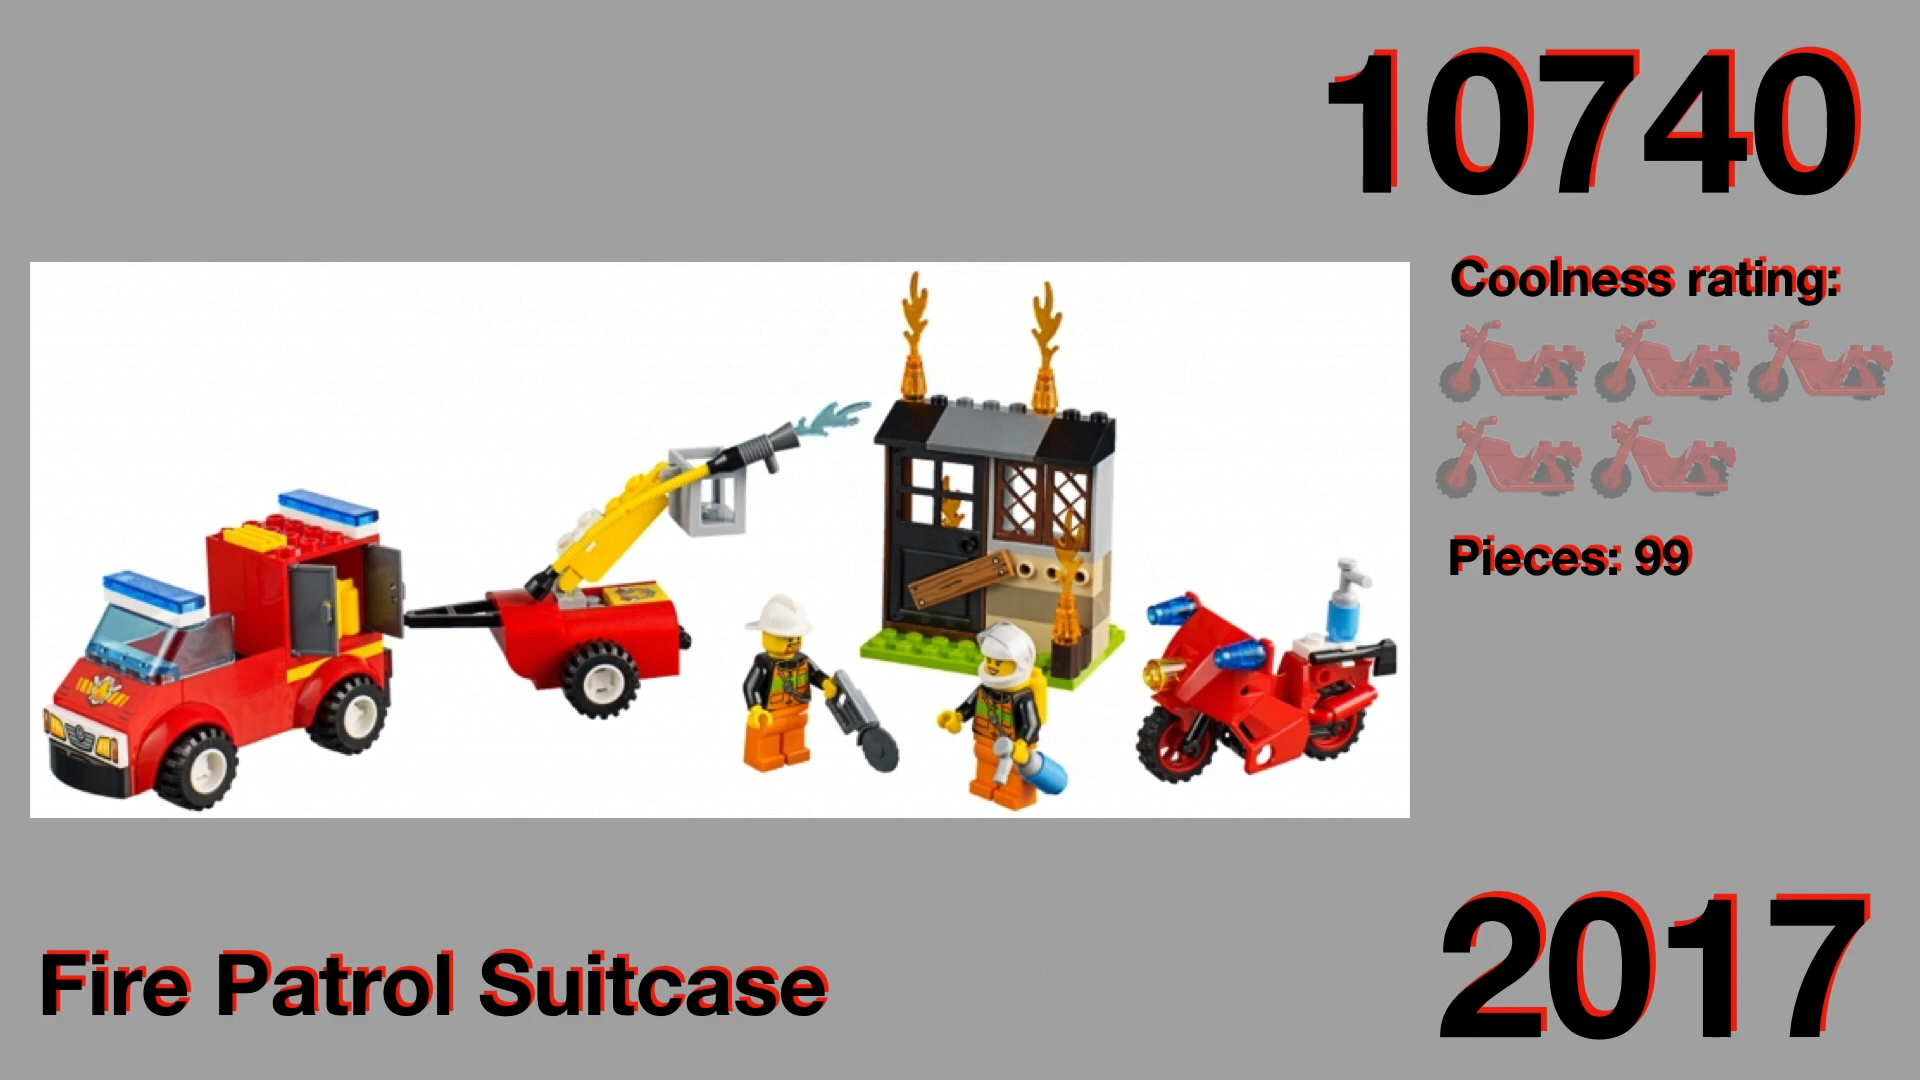 10740
Coolness rating:
Pieces: 99
Fire Patrol Suitcase
2017